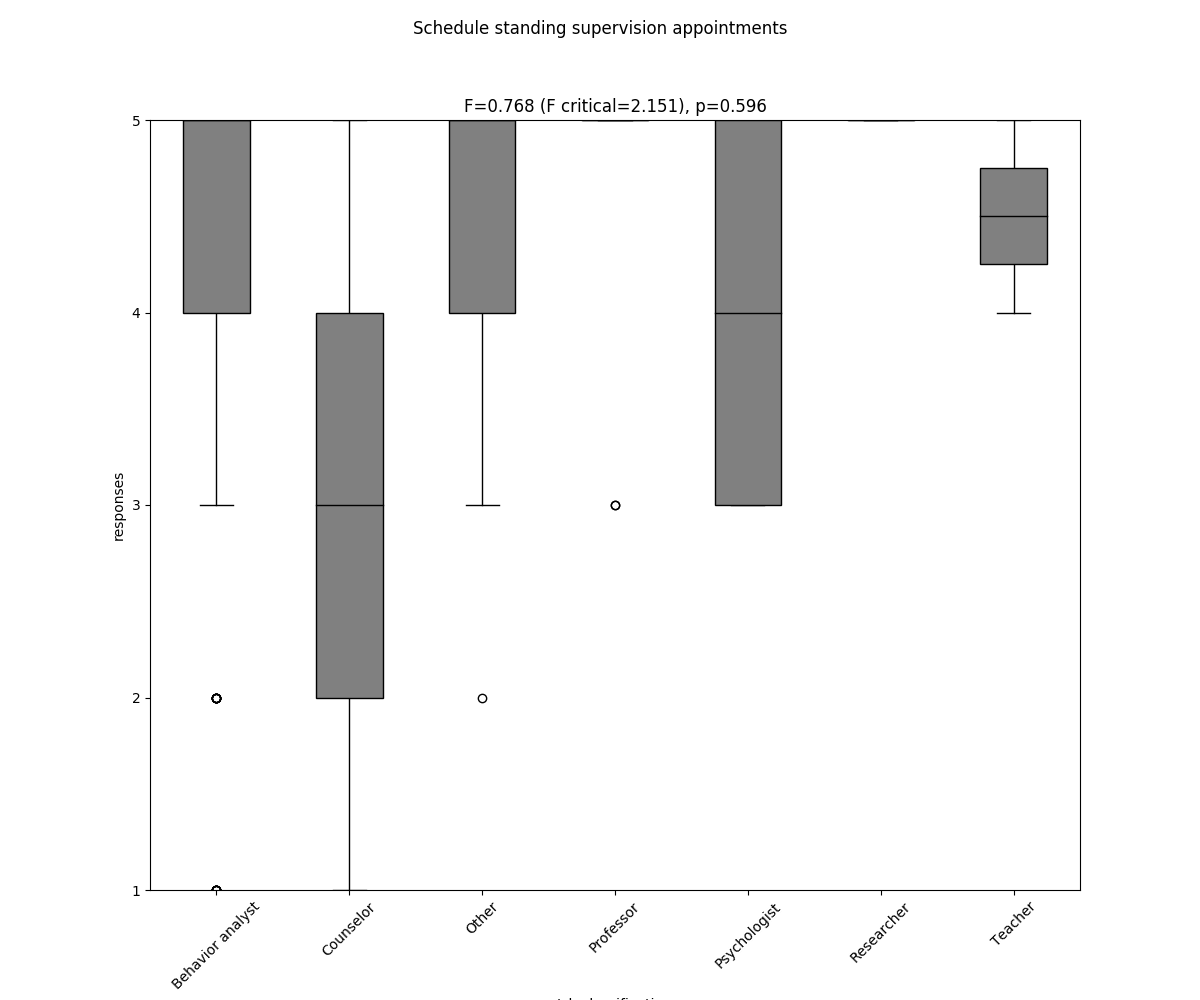 Schedule standing supervision appointments
F=0.768 (F critical=2.151), p=0.596
5
4
3
2
1
responses
Behavior analyst
Counselor
Other
Professor
Psychologist
Researcher
Teacher